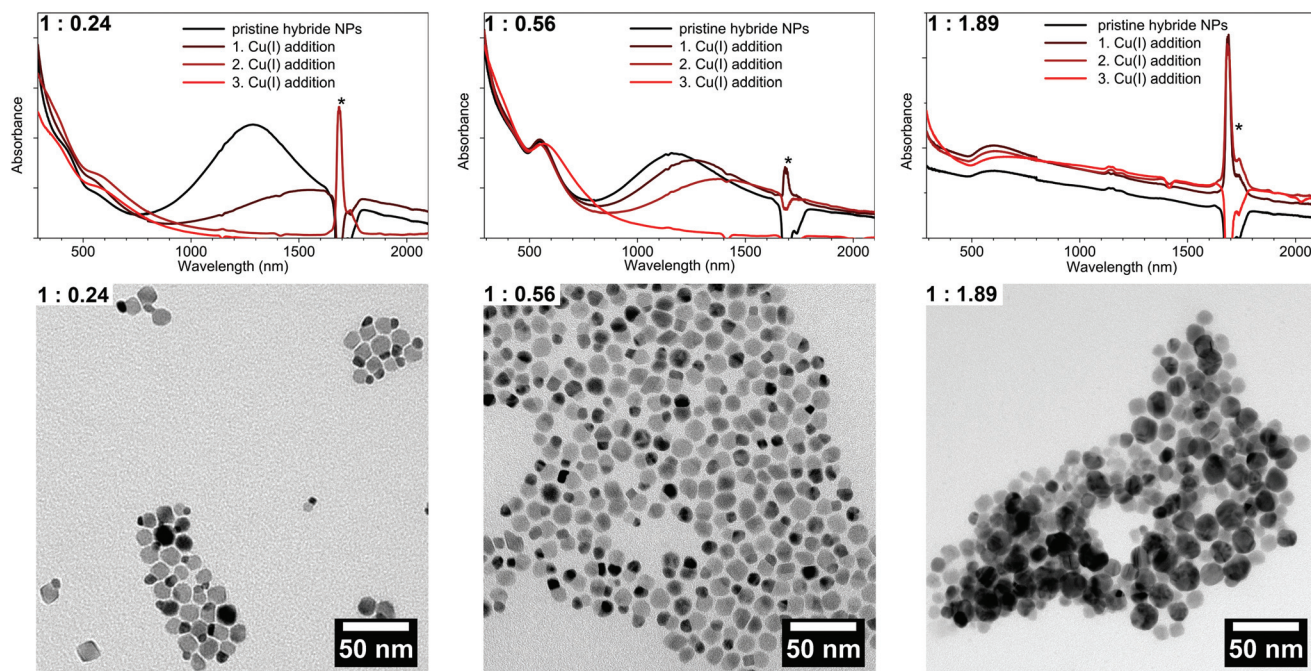 1 : 0.24
pristine hybride NPs
1. Cu(I) addition
2. Cu(I) addition
3. Cu(I) addition
*
Absorbance
500
1000
1500
2000
Wavelength (nm)
1 : 0.56
pristine hybride NPs
1. Cu(I) addition
2. Cu(I) addition
3. Cu(I) addition
*
Absorbance
500
1000
1500
2000
Wavelength (nm)
1 : 1.89
pristine hybride NPs
1. Cu(I) addition
2. Cu(I) addition
3. Cu(I) addition
*
Absorbance
500
1000
1500
2000
Wavelength (nm)
1 : 0.24
50 nm
1 : 0.56
50 nm
1 : 1.89
50 nm